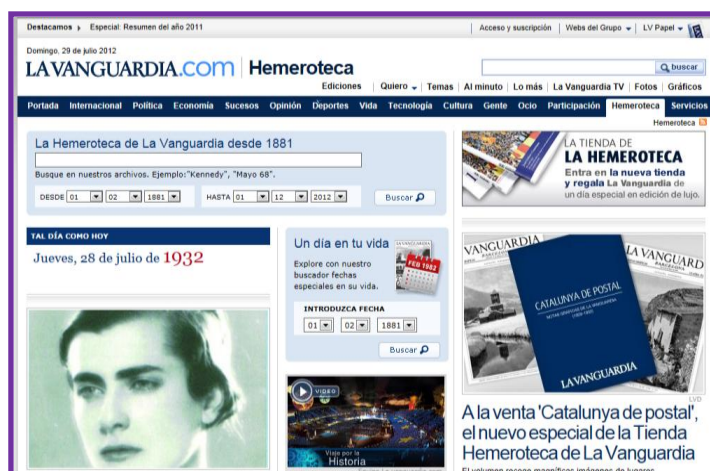 Destacamos Especial: Resumen del año 2011
Acceso y suscripción Webs del Grupo LV Papel
Domingo, 29 de julio 2012
LAVANGUARDIA.COM Hemeroteca
buscar
Ediciones Quiero Temas Al minuto Lo más La Vanguardia TV Fotos Gráficos
Portada Internacional Política Economía Sucesos Opinión Deportes Vida Tecnología Cultura Gente Ocio Participación Hemeroteca Servicios
Hemeroteca
La Hemeroteca de La Vanguardia desde 1881
Busque en nuestros archivos. Ejemplo:"Kennedy", "Mayo 68".
DESDE 01 02 1881 HASTA 01 12 2012 Buscar
LA TIENDA DE
LA HEMEROTECA
Entra en la nueva tienda
y regala La Vanguardia de
un día especial en edición de lujo.
TAL DÍA COMO HOY
Jueves, 28 de julio de 1932
Un día en tu vida
Explore con nuestro
buscador fechas
especiales en su vida.
FEB 1982
INTRODUZCA FECHA
01 02 1881
Buscar
VIDEO
Viaje por la
Historia
VANGUARDIA
LA VANGUARD
CATALUNYA DE POSTAL
LA VANGUARDIA
LVD
A la venta 'Catalunya de postal',
el nuevo especial de la Tienda
Hemeroteca de La Vanguardia
El volumen recoge magníficas imágenes de lugares